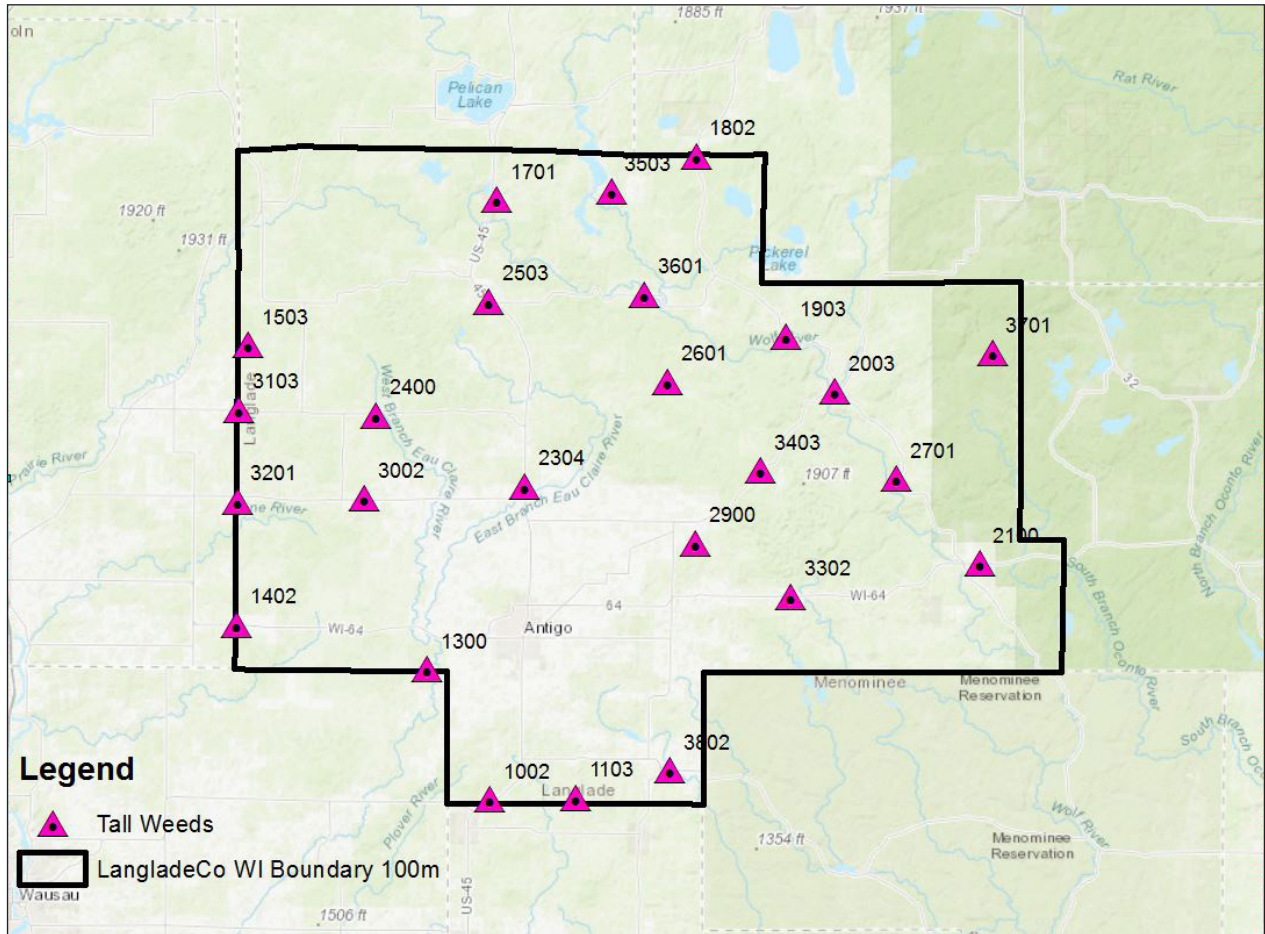 oln
1885 ft
1937 ft
Rat River
Pelican
Lake
1802
3503
1701
1920 ft
1931 ft
US-45
Pickerel
Lake
2503
45
3601
1503
1903
Wolf River
3701
2601
2003
32
3103
Langlade
2400
West Branch Eau Claire River
Prairie River
3403
2701
1907 ft
2304
3201
3002
ne River
East Branch Eau Claire River
2900
2100
North Branch Oconto River
South Branch Oconto River
3302
WI-64
64
1402
WI-64
Antigo
1300
Menominee
Menominee
Reservation
South Branch Oco
3802
Legend
1002
1103
Langlade
Plover River
Tall Weeds
Wolf River
1354 ft
Menominee
Reservation
LangladeCo WI Boundary 100m
Wausau
US-45
1506 ft